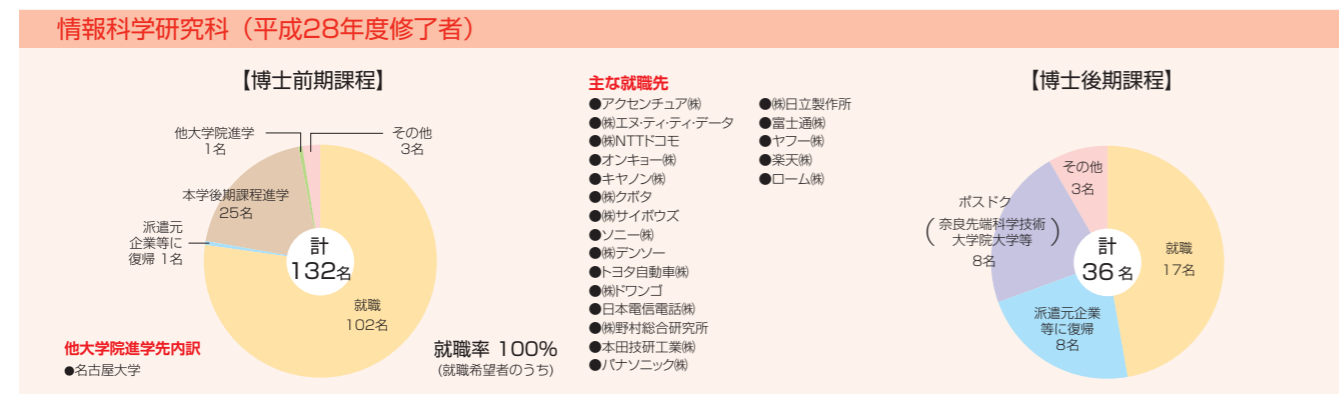 情報科学研究科（平成28年度修了者）
【博士前期課程】
他大学院進学
1名
その他
3名
本学後期課程進学
25名
派遣元
企業等に
復帰 1名
計
132名
就職
102名
他大学院進学先内訳
●名古屋大学
就職率 100%
(就職希望者のうち)
主な就職先
●アクセンチュア㈱
●㈱エヌ・ティ・ティ・データ
●㈱NTTドコモ
●オンキョー㈱
●キヤノン㈱
●㈱クボタ
●㈱サイボウズ
●ソニー㈱
●㈱デンソー
●トヨタ自動車㈱
●㈱ドワンゴ
●日本電信電話㈱
●㈱野村総合研究所
●本田技研工業㈱
●パナソニック㈱
●㈱日立製作所
●富士通㈱
●ヤフー㈱
●楽天㈱
●ローム㈱
【博士後期課程】
その他
3名
ポスドク
（奈良先端科学技術
大学院大学等）
8名
計
36名
就職
17名
派遣元企業
等に復帰
8名